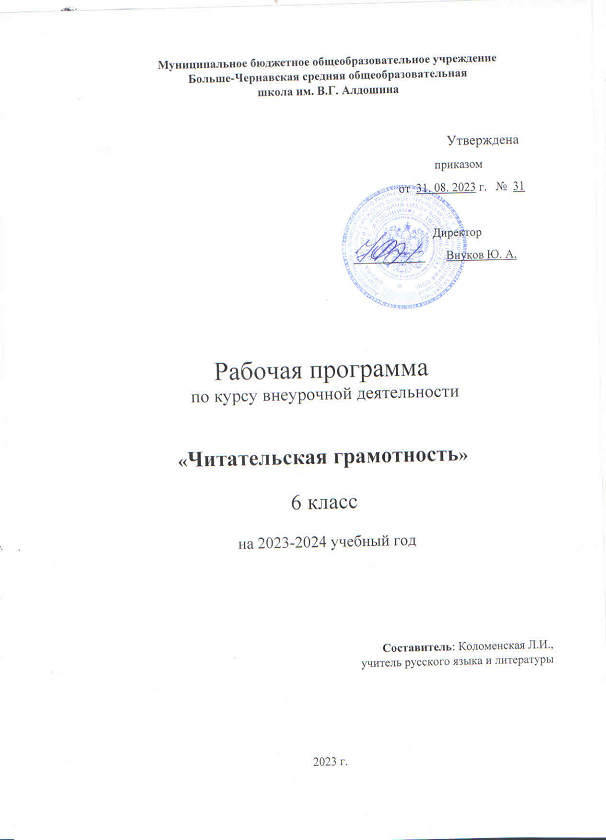 Муниципальное бюджетное общеобразовательное учреждение
Больше-Чернавская средняя общеобразовательная
школа им. В.Г. Алдошина
Утверждена
приказом
от 31. 08. 2023 г. № 31
Директор
Внуков Ю. А.
Рабочая программа
по курсу внеурочной деятельности
«Читательская грамотность»
6 класс
на 2023-2024 учебный год
Составитель: Коломенская Л.И.,
учитель русского языка и литературы
2023 г.